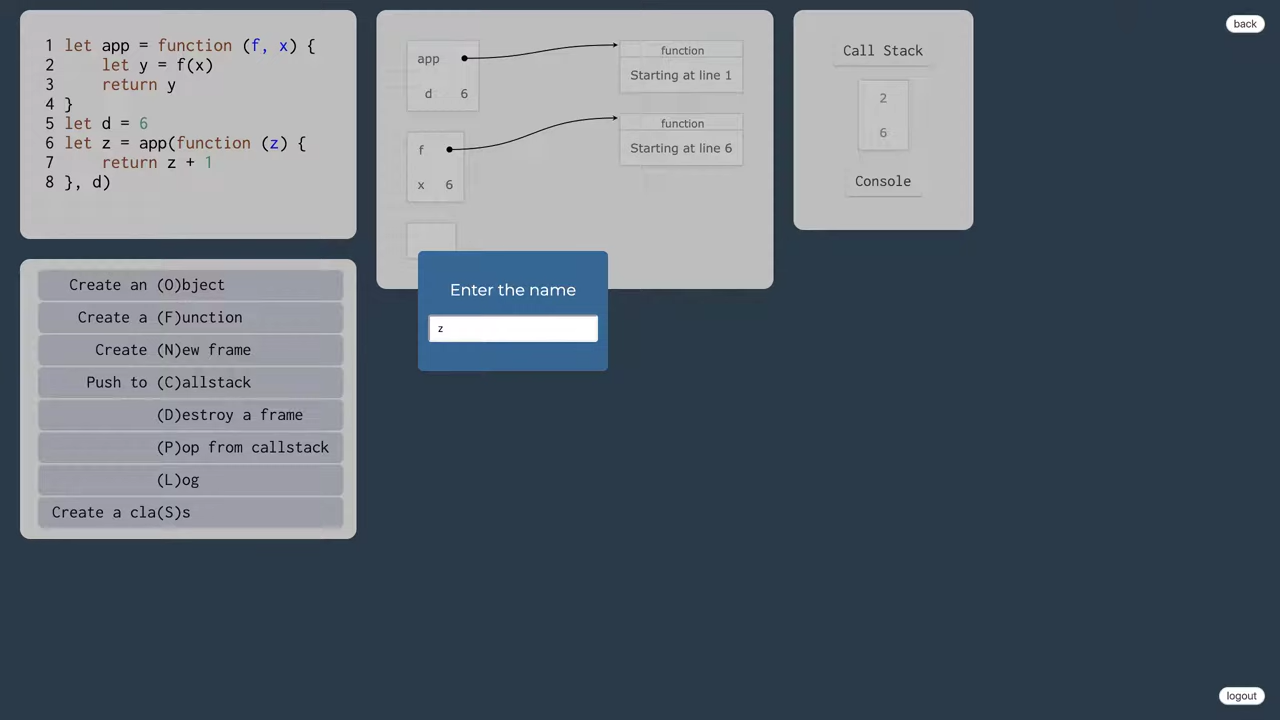 1 let app = function (f, x) {
2     let y = f(x)
3     return y
4 }
5 let d = 6
6 let z = app(function (z) {
7     return z + 1
8 }, d)
Create an (O)bject
Create a (F)unction
Create (N)ew frame
Push to (C)allstack
(D)estroy a frame
(P)op from callstack
(L)og
Create a cla(S)s
app
d 6
f
x 6
function
Starting at line 1
function
Starting at line 6
Enter the name
z
Call Stack
2
6
Console
back
logout